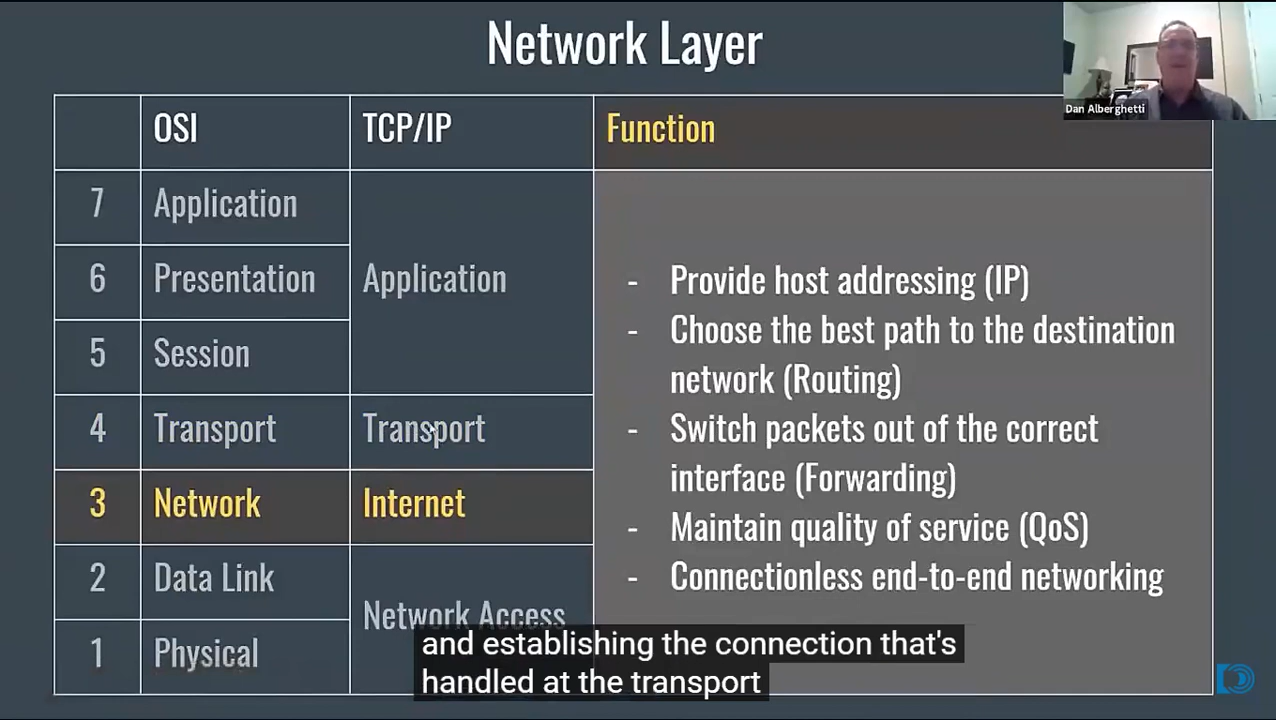 Network Layer
Dan Alberghetti
OSI
TCP/IP
Function
7
Application
6
Presentation
Application
5
Session
4
Transport
Transport
3
Network
Internet
2
Data Link
Network Access
1
Physical
- Provide host addressing (IP)
- Choose the best path to the destination
network (Routing)
- Switch packets out of the correct
interface (Forwarding)
- Maintain quality of service (QoS)
- Connectionless end-to-end networking
and establishing the connection that's
handled at the transport